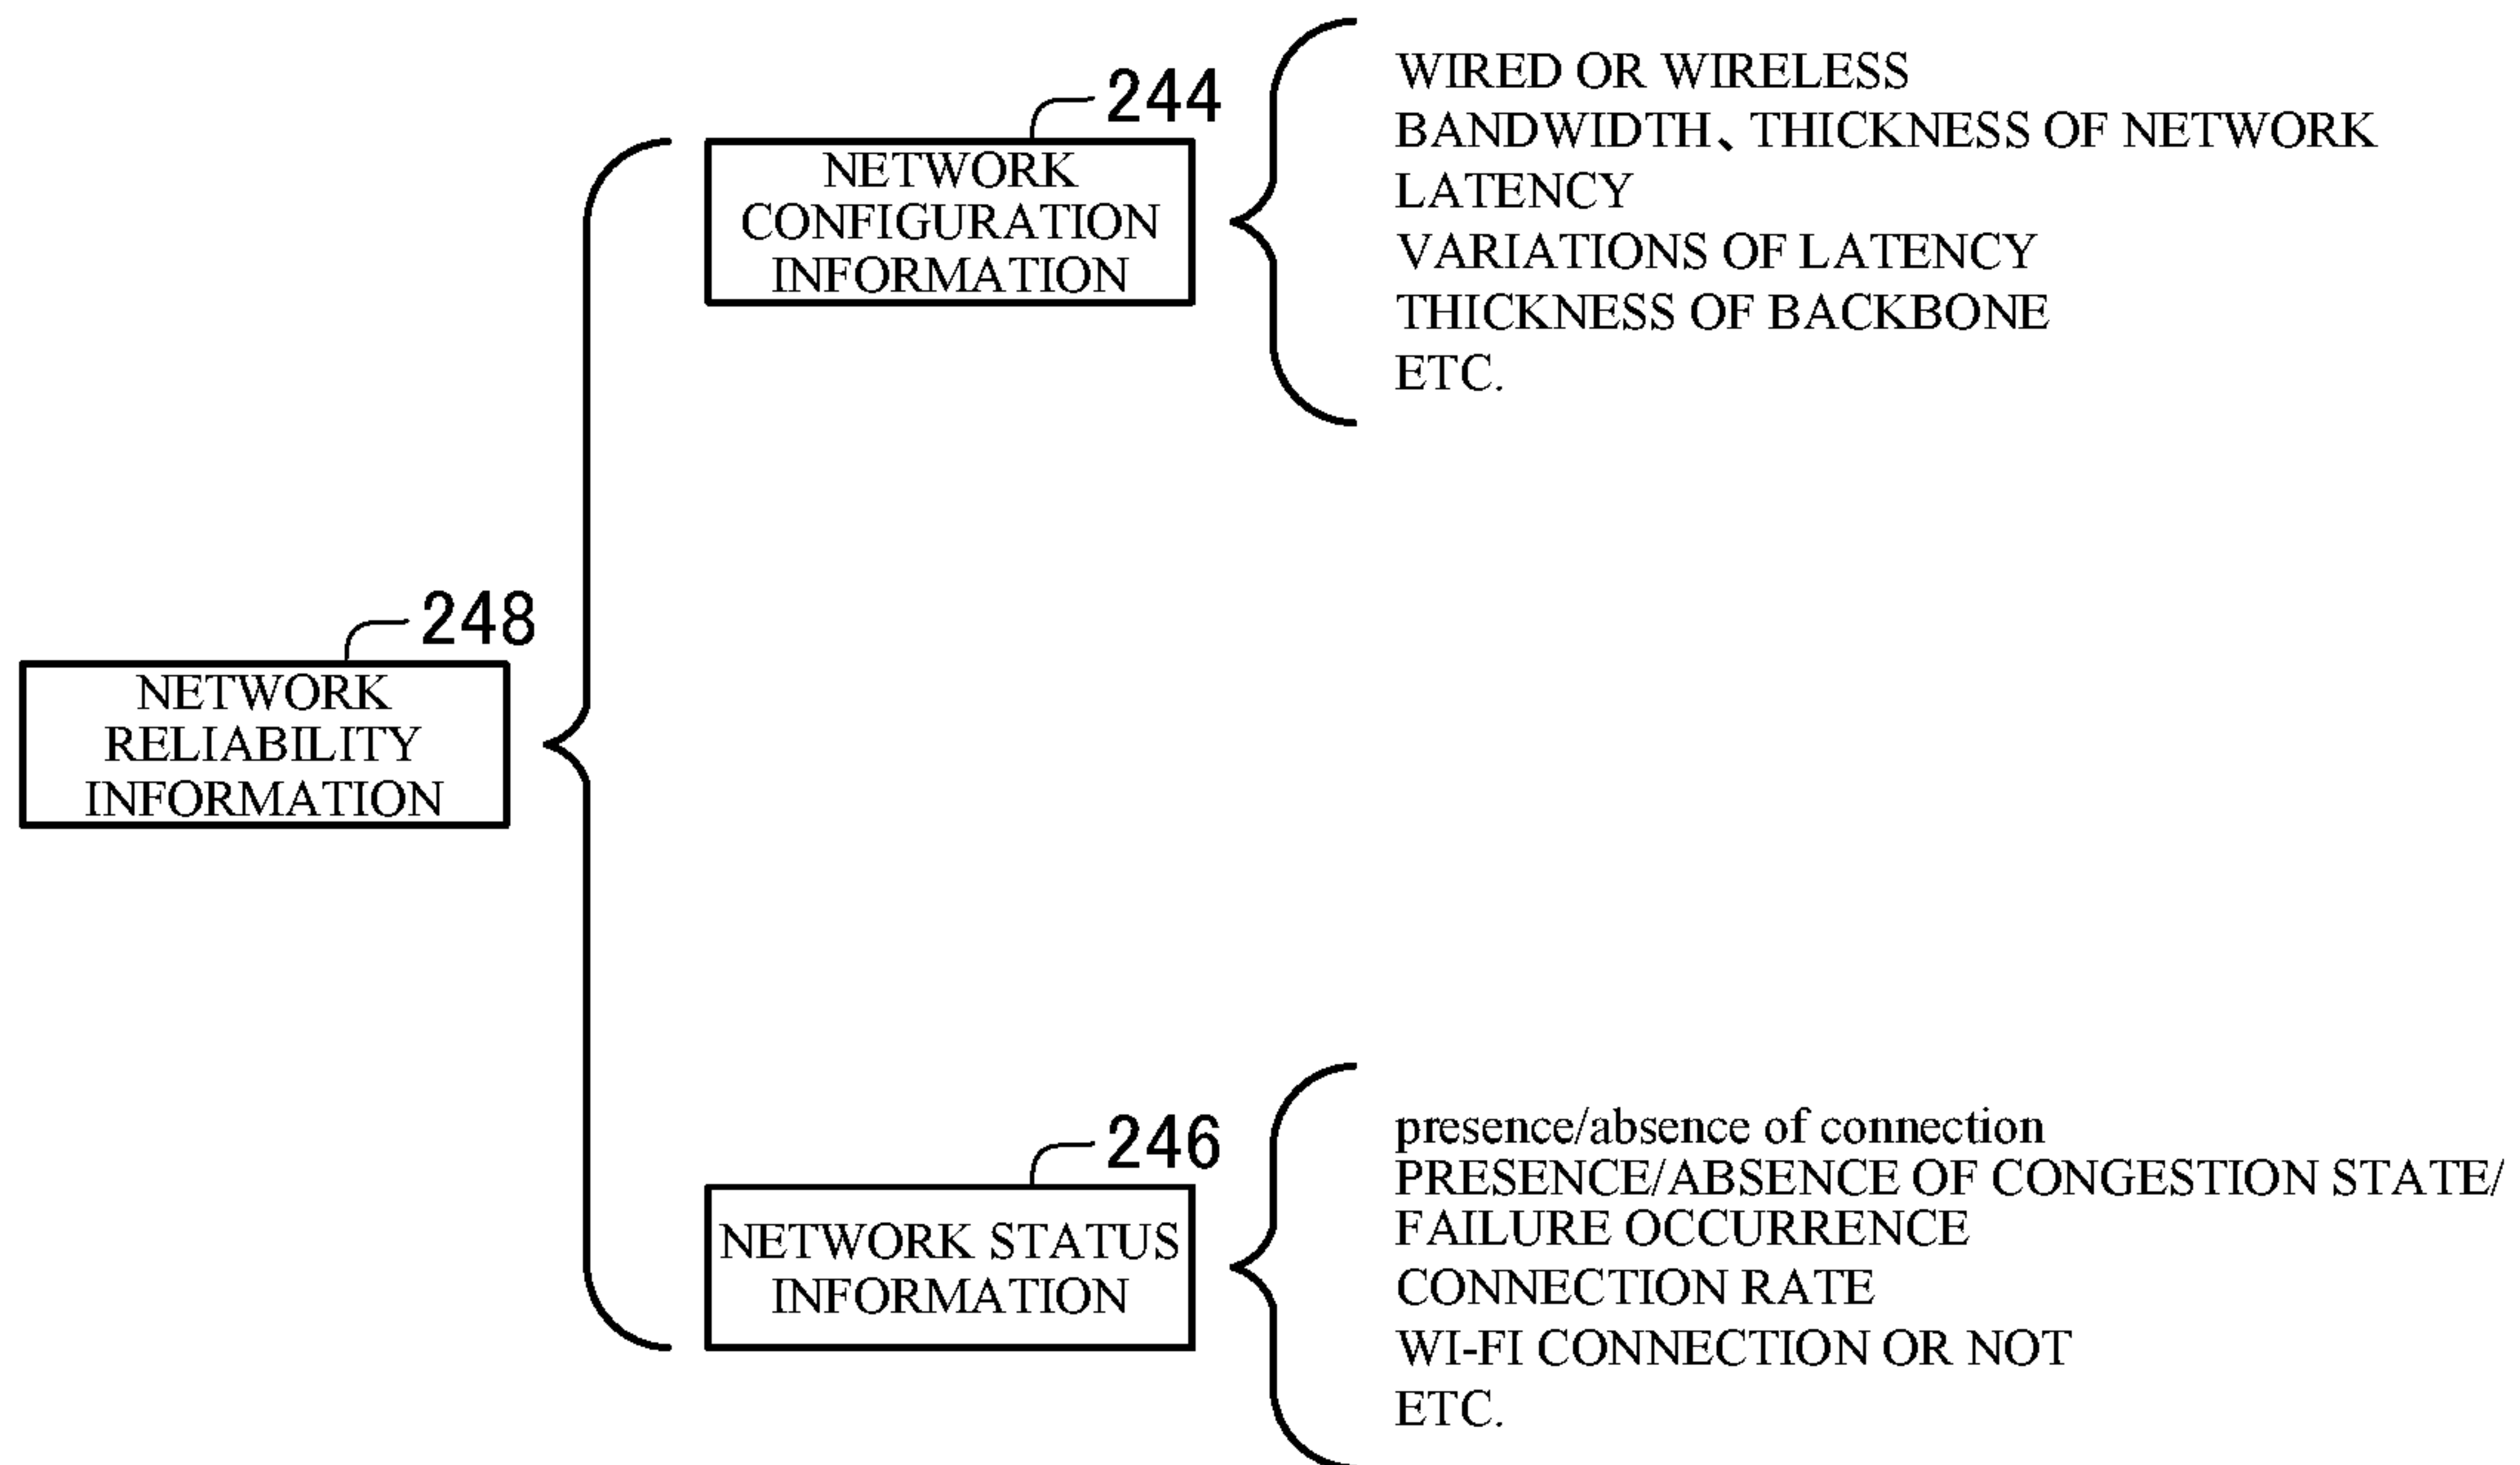 244
NETWORK
CONFIGURATION
INFORMATION
WIRED OR WIRELESS
BANDWIDTH、THICKNESS OF NETWORK
LATENCY
VARIATIONS OF LATENCY
THICKNESS OF BACKBONE
ETC.
248
NETWORK
RELIABILITY
INFORMATION
246
NETWORK STATUS
INFORMATION
presence/absence of connection
PRESENCE/ABSENCE OF CONGESTION STATE/
FAILURE OCCURRENCE
CONNECTION RATE
WI-FI CONNECTION OR NOT
ETC.